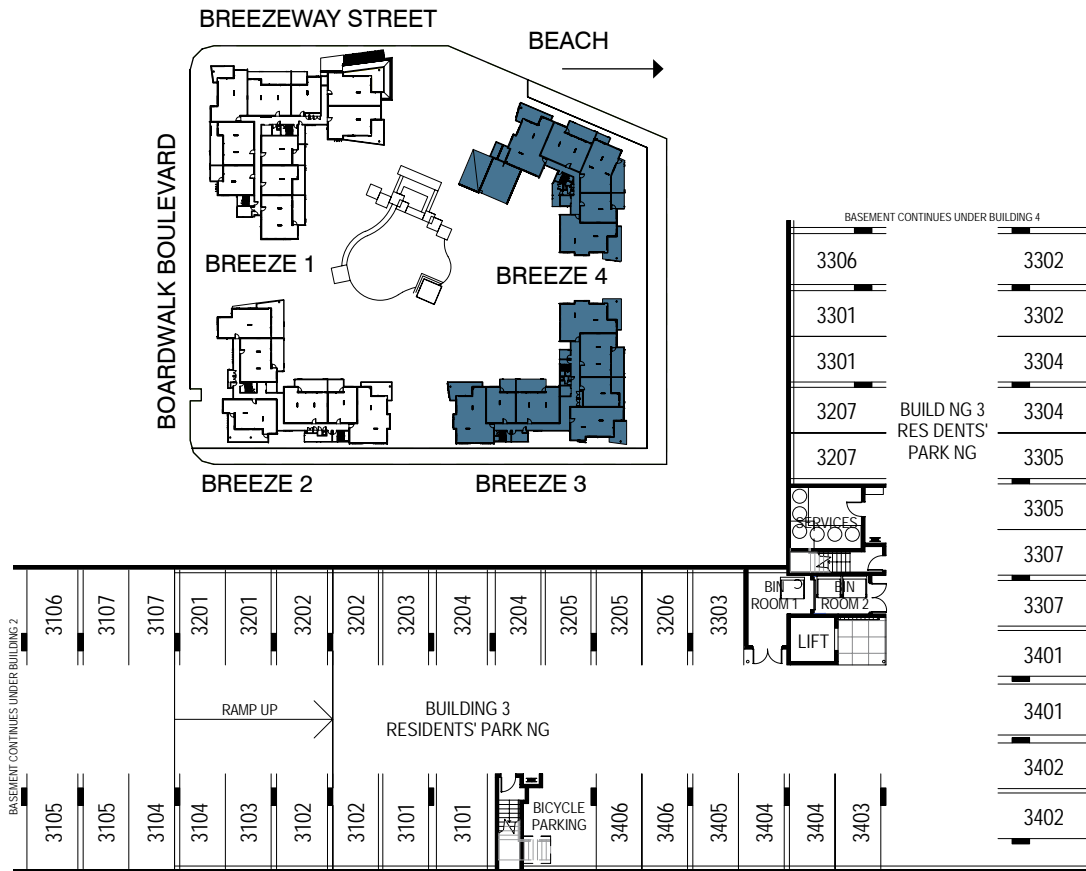 BREEZEWAY STREET
BEACH
BOARDWALK BOULEVARD
BREEZE 1
BREEZE 4
BREEZE 2
BREEZE 3
BASEMENT CONTINUES UNDER BUILDING 4
3306
3302
3301
3302
3301
3304
3207
3304
3207
3305
BUILD NG 3
RES DENTS'
PARK NG
3305
3307
3307
3401
3401
3402
3402
SERVICES
BIN
ROOM 1
BIN
ROOM 2
LIFT
BASEMENT CONTINUES UNDER BUILDING 2
3106
3107
3107
3201
3201
3202
3202
3203
3204
3204
3205
3205
3206
3303
RAMP UP
BUILDING 3
RESIDENTS' PARK NG
3105
3105
3104
3104
3103
3102
3102
3101
3101
BICYCLE
PARKING
3406
3406
3405
3404
3404
3403